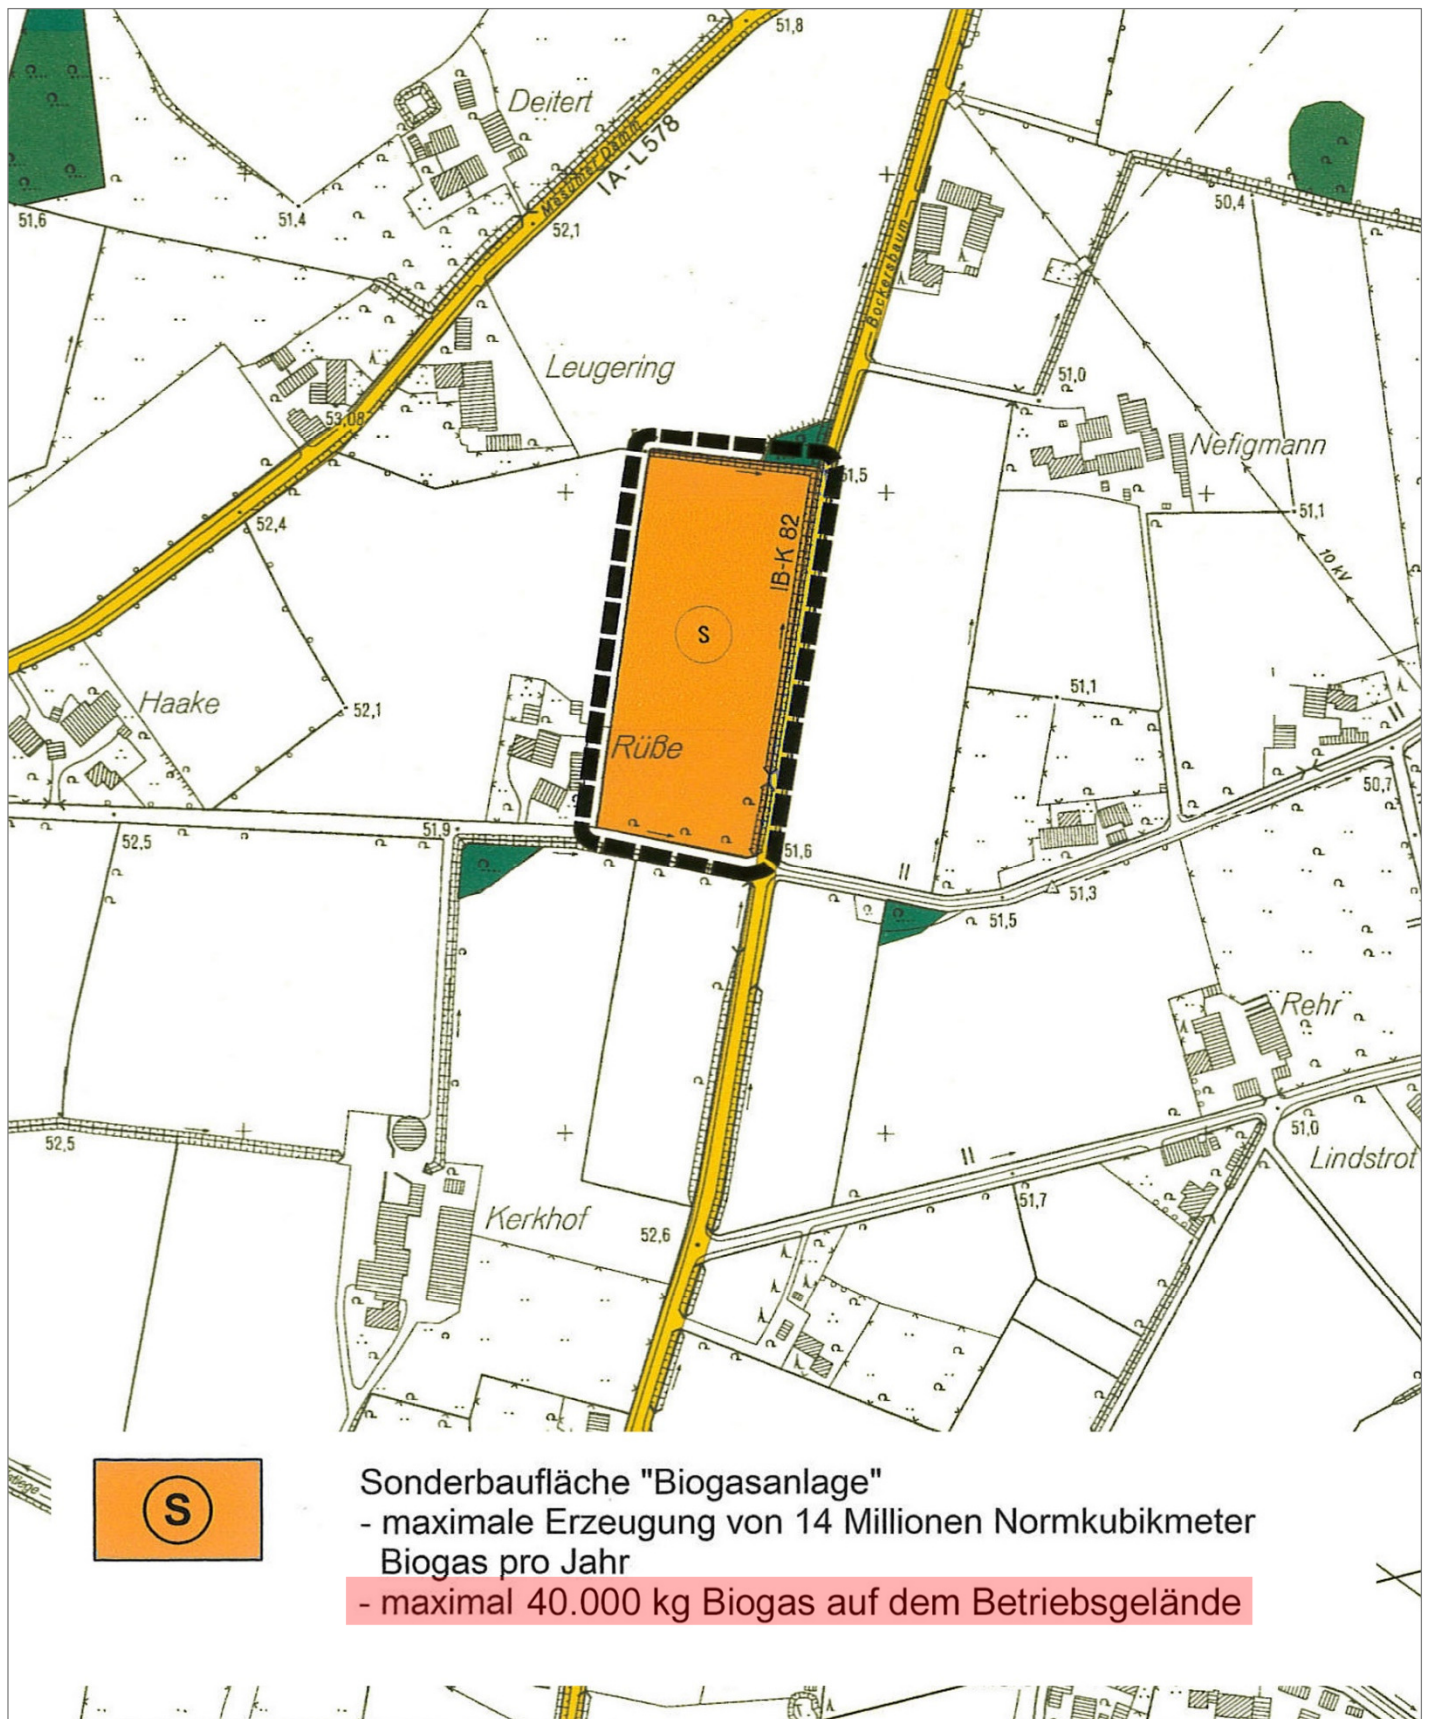 51,8
Deitert
Mesumer Damm
IA-L578
51,6
51,4
52,1
50,4
Bockersbaum
Leugering
53,08
51,0
Nefigmann
51,5
52,4
IB-K 82
51,1
10 kV
S
Haake
52,1
51,1
Rüße
50,7
52,5
51,9
51,6
II
51,3
51,5
Rehr
52,5
51,0
Lindstrot
II
51,7
Kerkhof
52,6
S
Sonderbaufläche "Biogasanlage"
- maximale Erzeugung von 14 Millionen Normkubikmeter
Biogas pro Jahr
- maximal 40.000 kg Biogas auf dem Betriebsgelände